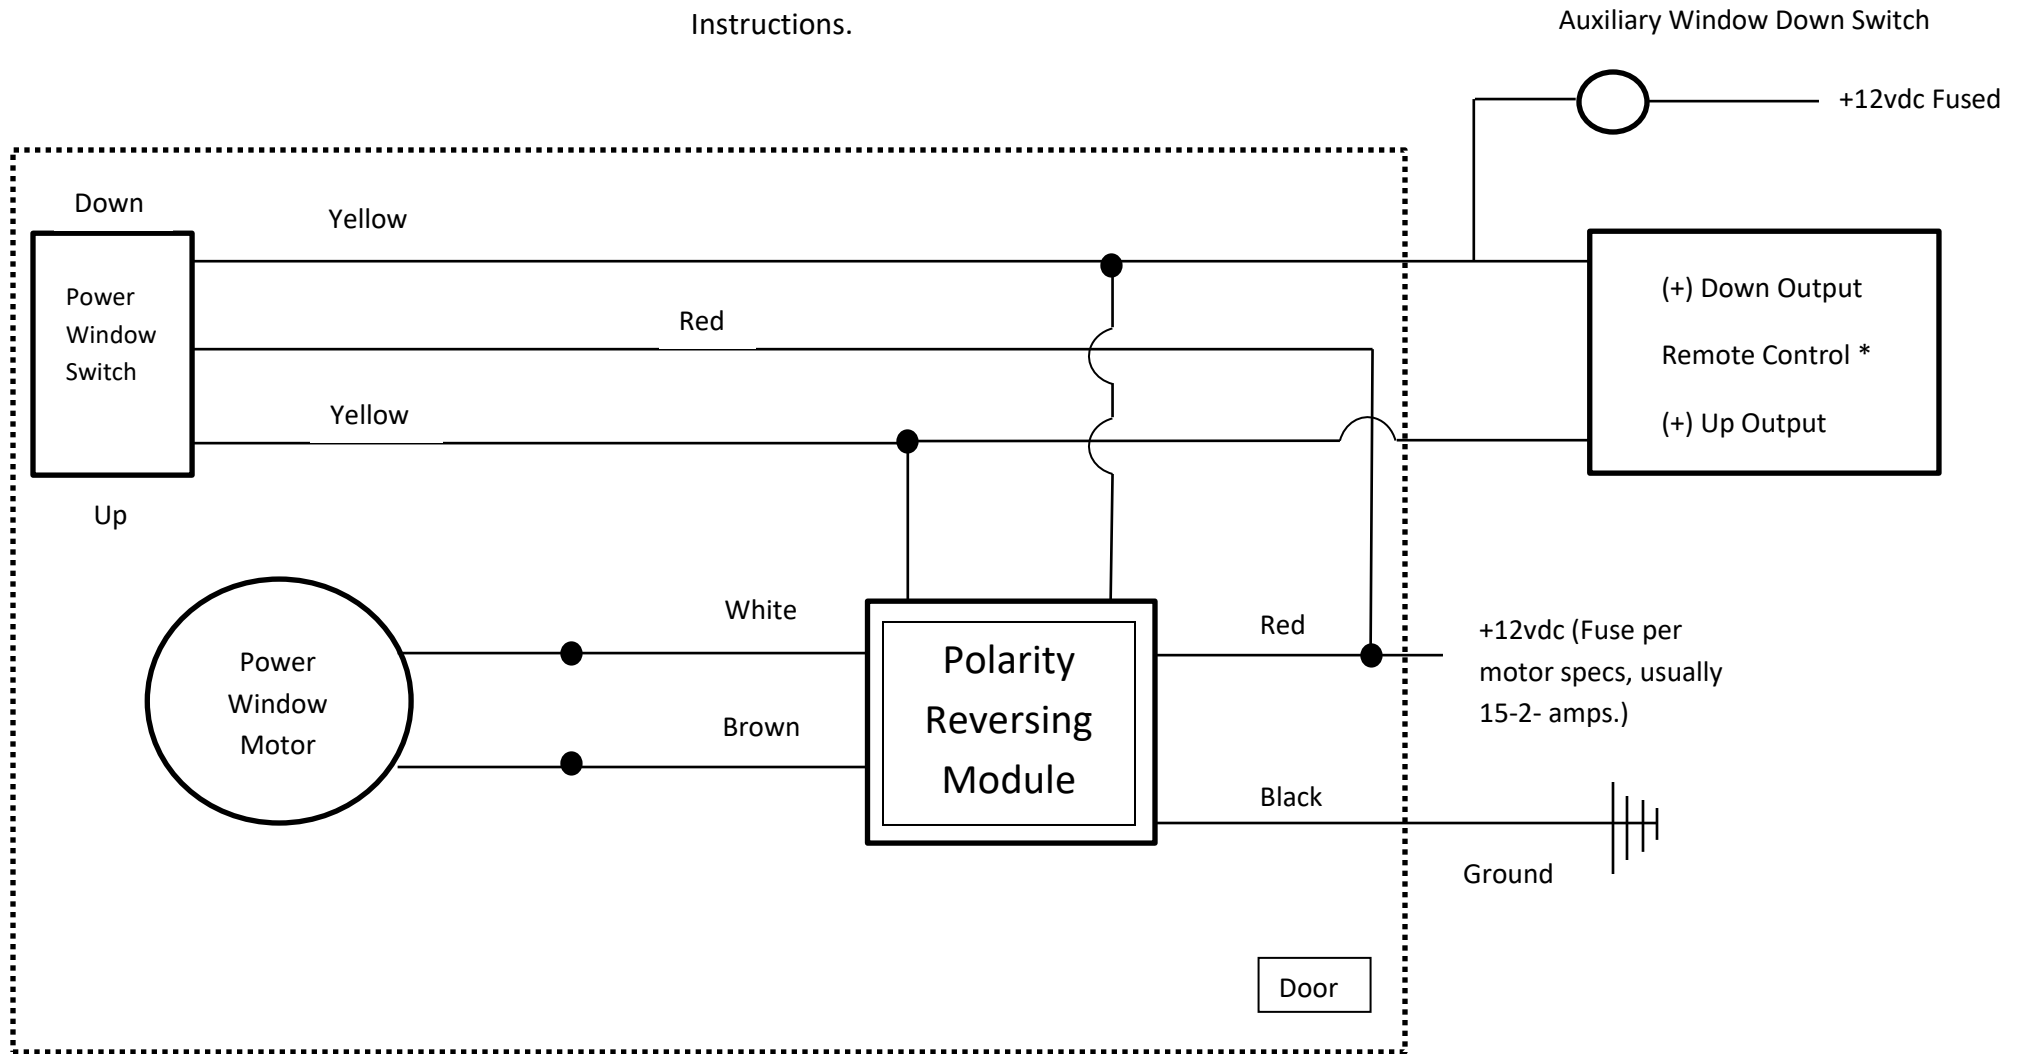 Instructions.
Auxiliary Window Down Switch
+12vdc Fused
Down
Yellow
Power
Window
Switch
Red
Yellow
Up
(+) Down Output
Remote Control *
(+) Up Output
White
Brown
Power
Window
Motor
Polarity
Reversing
Module
Red
+12vdc (Fuse per
motor specs, usually
15-2- amps.)
Black
Ground
Door